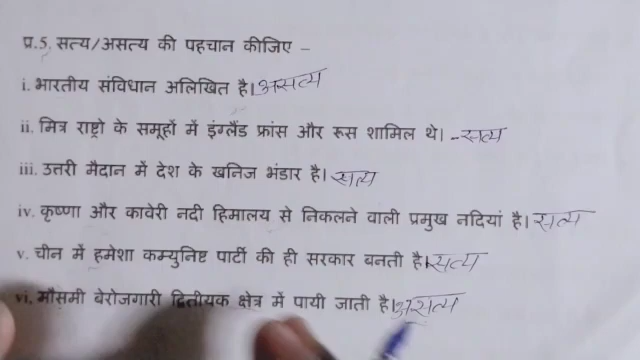 प्र.5. सत्य/असत्य की पहचान कीजिए –
i. भारतीय संविधान अलिखित है। असत्य
ii. मित्र राष्ट्रो के समूहों में इंग्लैंड फ्रांस और रूस शामिल थे। -सत्य
iii. उत्तरी मैदान में देश के खनिज भंडार है। सत्य
iv. कृष्णा और कावेरी नदी हिमालय से निकलने वाली प्रमुख नदियां है। सत्य
v. चीन में हमेशा कम्युनिष्ट पार्टी की ही सरकार बनती है। सत्य
vi. मौसमी बेरोजगारी द्वितीयक क्षेत्र में पायी जाती है। असत्य